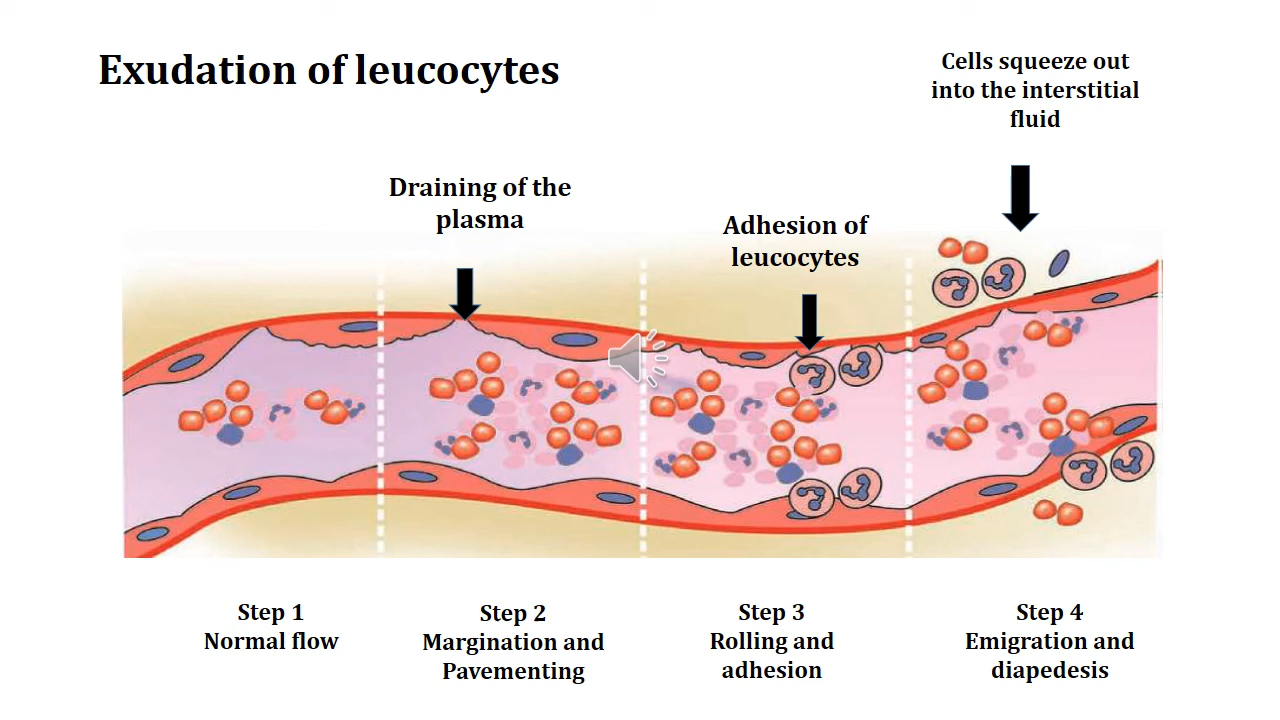 Exudation of leucocytes
Cells squeeze out
into the interstitial
fluid
Draining of the
plasma
Adhesion of
leucocytes
Step 1
Normal flow
Step 2
Margination and
Pavementing
Step 3
Rolling and
adhesion
Step 4
Emigration and
diapedesis